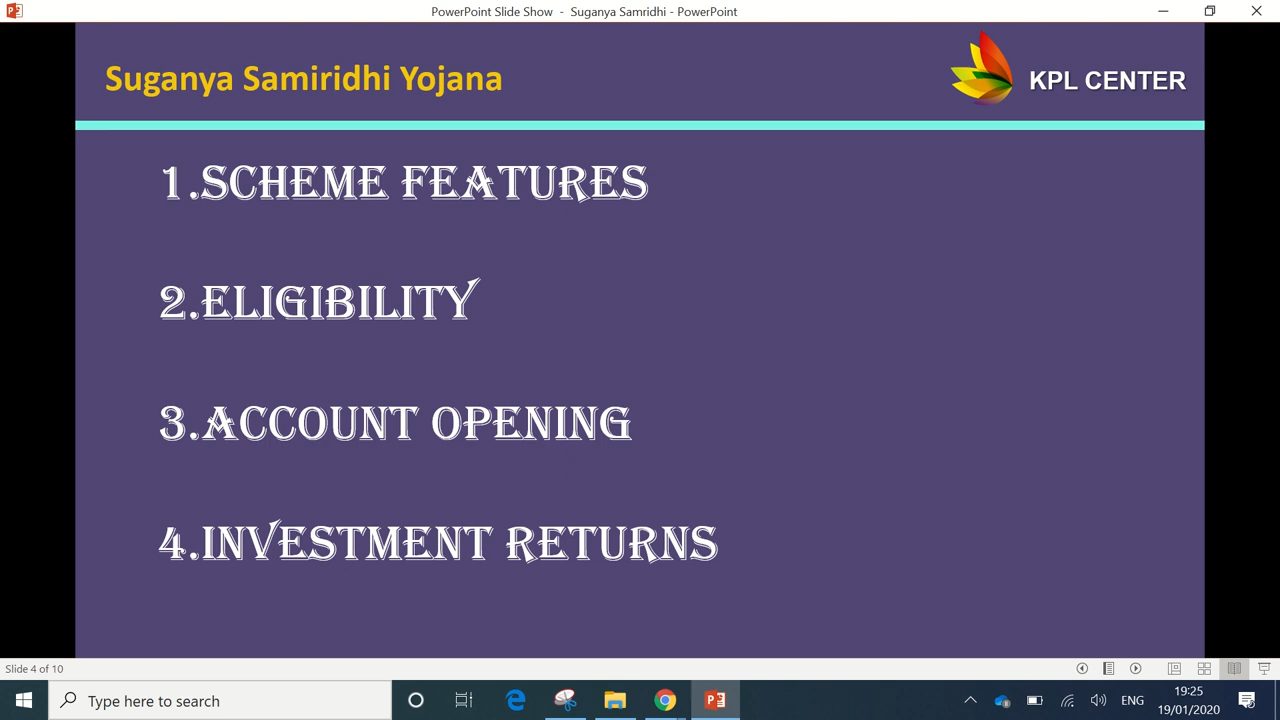 PowerPoint Slide Show - Suganya Samridhi - PowerPoint
Suganya Samiridhi Yojana
KPL CENTER
1.SCHEME FEATURES
2.ELIGIBILITY
3.ACCOUNT OPENING
4.INVESTMENT RETURNS
Slide 4 of 10
Type here to search
ENG
19:25
19/01/2020